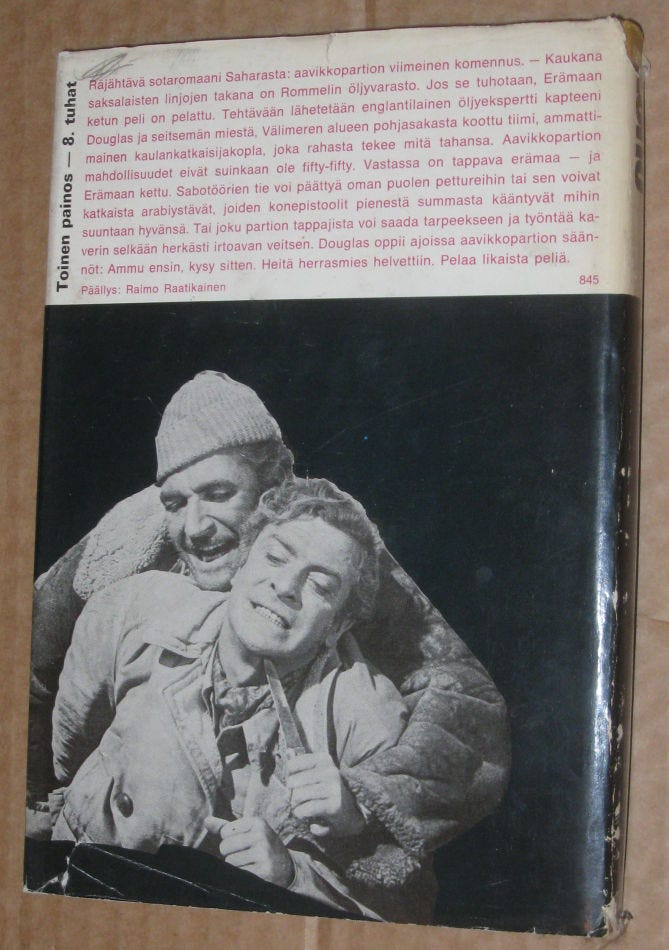 Toinen painos — 8. tuhat
Räjähtävä sotaromaani Saharasta: aavikkopartion viimeinen komennus. — Kaukana
saksalaisten linjojen takana on Rommelin öljyvarasto. Jos se tuhotaan, Erämaan
ketun peli on pelattu. Tehtävään lähetetään englantilainen öljyekspertti kapteeni
Douglas ja seitsemän miestä, Välimeren alueen pohjasakasta koottu tiimi, ammatti-
mainen kaulankatkaisijakopla, joka rahasta tekee mitä tahansa. Aavikkopartion
mahdollisuudet eivät suinkaan ole fifty-fifty. Vastassa on tappava erämaa — ja
Erämaan kettu. Sabotöörien tie voi päättyä oman puolen pettureihin tai sen voivat
katkaista arabiystävät, joiden konepistoolit pienestä summasta kääntyvät mihin
suuntaan hyvänsä. Tai joku partion tappajista voi saada tarpeekseen ja työntää ka-
verin selkään herkästi irtoavan veitsen. Douglas oppii ajoissa aavikkopartion sään-
nöt: Ammu ensin, kysy sitten. Heitä herrasmies helvettiin. Pelaa likaista peliä.
Päällys: Raimo Raatikainen 845